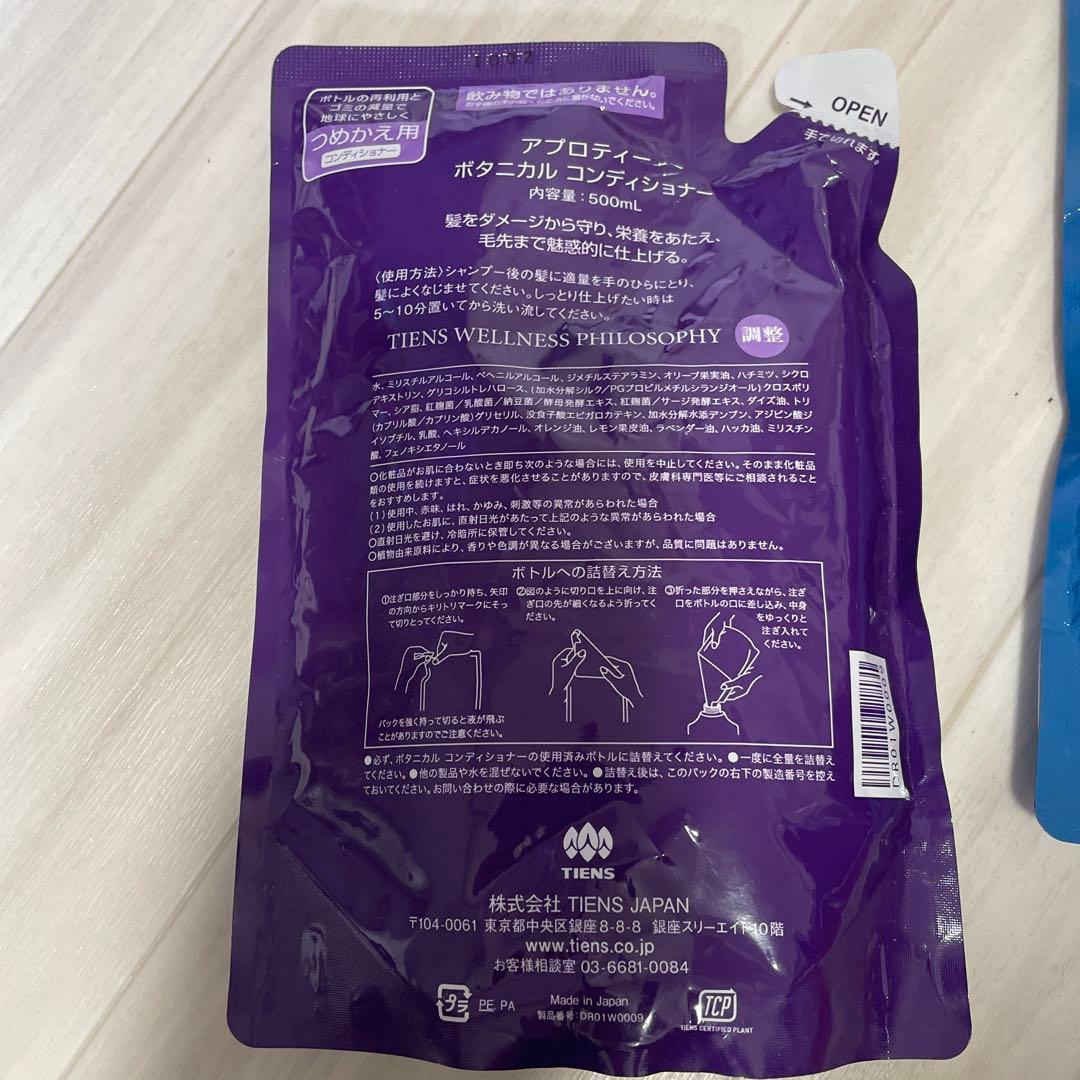 1802
ボトルの再利用と
ゴミの減量で
地球にやさしく
つめかえ用
コンディショナー
飲み物ではありません。
OPEN
手で切れます。
アプロティー
ボタニカル コンディショナー
内容量：500mL
髪をダメージから守り、栄養をあたえ、
毛先まで魅惑的に仕上げる。
〈使用方法〉シャンプー後の髪に適量を手のひらにとり、
髪によくなじませてください。しっとり仕上げたい時は
5〜10分置いてから洗い流してください。
TIENS WELLNESS PHILOSOPHY 調整
水、ミリスチルアルコール、ベヘニルアルコール、ジメチルステアラミン、オリーブ果実油、ハチミツ、シクロ
デキストリン、グリコシルトレハロース、(加水分解シルク／PGプロピルメチルシランジオール)クロスポリ
マー、シア脂、紅麹菌／乳酸菌／納豆菌／酵母発酵エキス、紅麹菌／サージ発酵エキス、ダイズ油、トリ
(カプリル酸／カプリン酸)グリセリル、没食子酸エピガロカテキン、加水分解水添デンプン、アジピン酸ジ
イソブチル、乳酸、ヘキシルデカノール、オレンジ油、レモン果皮油、ラベンダー油、ハッカ油、ミリスチン
酸、フェノキシエタノール
○化粧品がお肌に合わないとき即ち次のような場合には、使用を中止してください。そのまま化粧品
類の使用を続けますと、症状を悪化させることがありますので、皮膚科専門医等にご相談されること
をおすすめします。
(1)使用中、赤味、はれ、かゆみ、刺激等の異常があらわれた場合
(2)使用したお肌に、直射日光があたって上記のような異常があらわれた場合
○直射日光を避け、冷暗所に保管してください。
○植物由来原料により、香りや色調が異なる場合がございますが、品質に問題はありません。
ボトルへの詰替え方法
①注ぎ口部分をしっかり持ち、矢印
の方向からキリトリマークにそっ
て切りとってください。
パックを強く持って切ると液が飛ぶ
ことがありますのでご注意ください。
②図のように切り口を上に向け、注
ぎ口の先が細くなるよう折ってく
ださい。
③折った部分を押さえながら、注ぎ
口をボトルの口に差し込み、中身
をゆっくりと
注ぎ入れて
ください。
●必ず、ボタニカル コンディショナーの使用済みボトルに詰替えてください。●一度に全量を詰替え
てください。●他の製品や水を混ぜないでください。●詰替え後は、このパックの右下の製造番号を控え
ておいてください。お問い合わせの際に必要な場合があります。
DR01W0009
TIENS
株式会社 TIENS JAPAN
〒104-0061 東京都中央区銀座8-8-8 銀座スリーエイト10階
www.tiens.co.jp
お客様相談室 03-6681-0084
プラ PE PA
Made in Japan
製品番号：DR01W0009
TCP
TIENS CERTIFIED PLANT